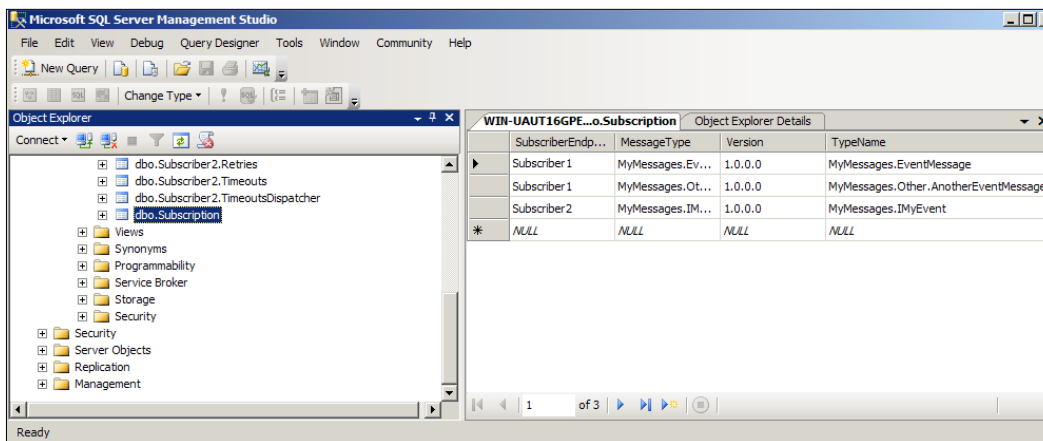 Microsoft SQL Server Management Studio
File Edit View Debug Query Designer Tools Window Community Help
New Query
Change Type
Object Explorer
Connect
dbo.Subscriber2.Retries
dbo.Subscriber2.Timeouts
dbo.Subscriber2.TimeoutsDispatcher
dbo.Subscription
Views
Synonyms
Programmability
Service Broker
Storage
Security
Security
Server Objects
Replication
Management
WIN-UAUT16GPE...o.Subscription Object Explorer Details
SubscriberEndp... MessageType Version TypeName
Subscriber1 MyMessages.Ev... 1.0.0.0 MyMessages.EventMessage
Subscriber1 MyMessages.Ot... 1.0.0.0 MyMessages.Other.AnotherEventMessage
Subscriber2 MyMessages.IM... 1.0.0.0 MyMessages.IMyEvent
NULL NULL NULL NULL
1 of 3
Ready